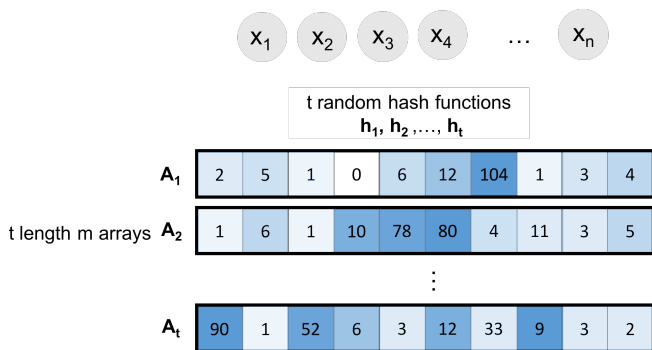 x1 x2 x3 x4 ... xn
t random hash functions
h1, h2 ,..., ht
A1 2 5 1 0 6 12 104 1 3 4
t length m arrays A2 1 6 1 10 78 80 4 11 3 5
⋮
At 90 1 52 6 3 12 33 9 3 2